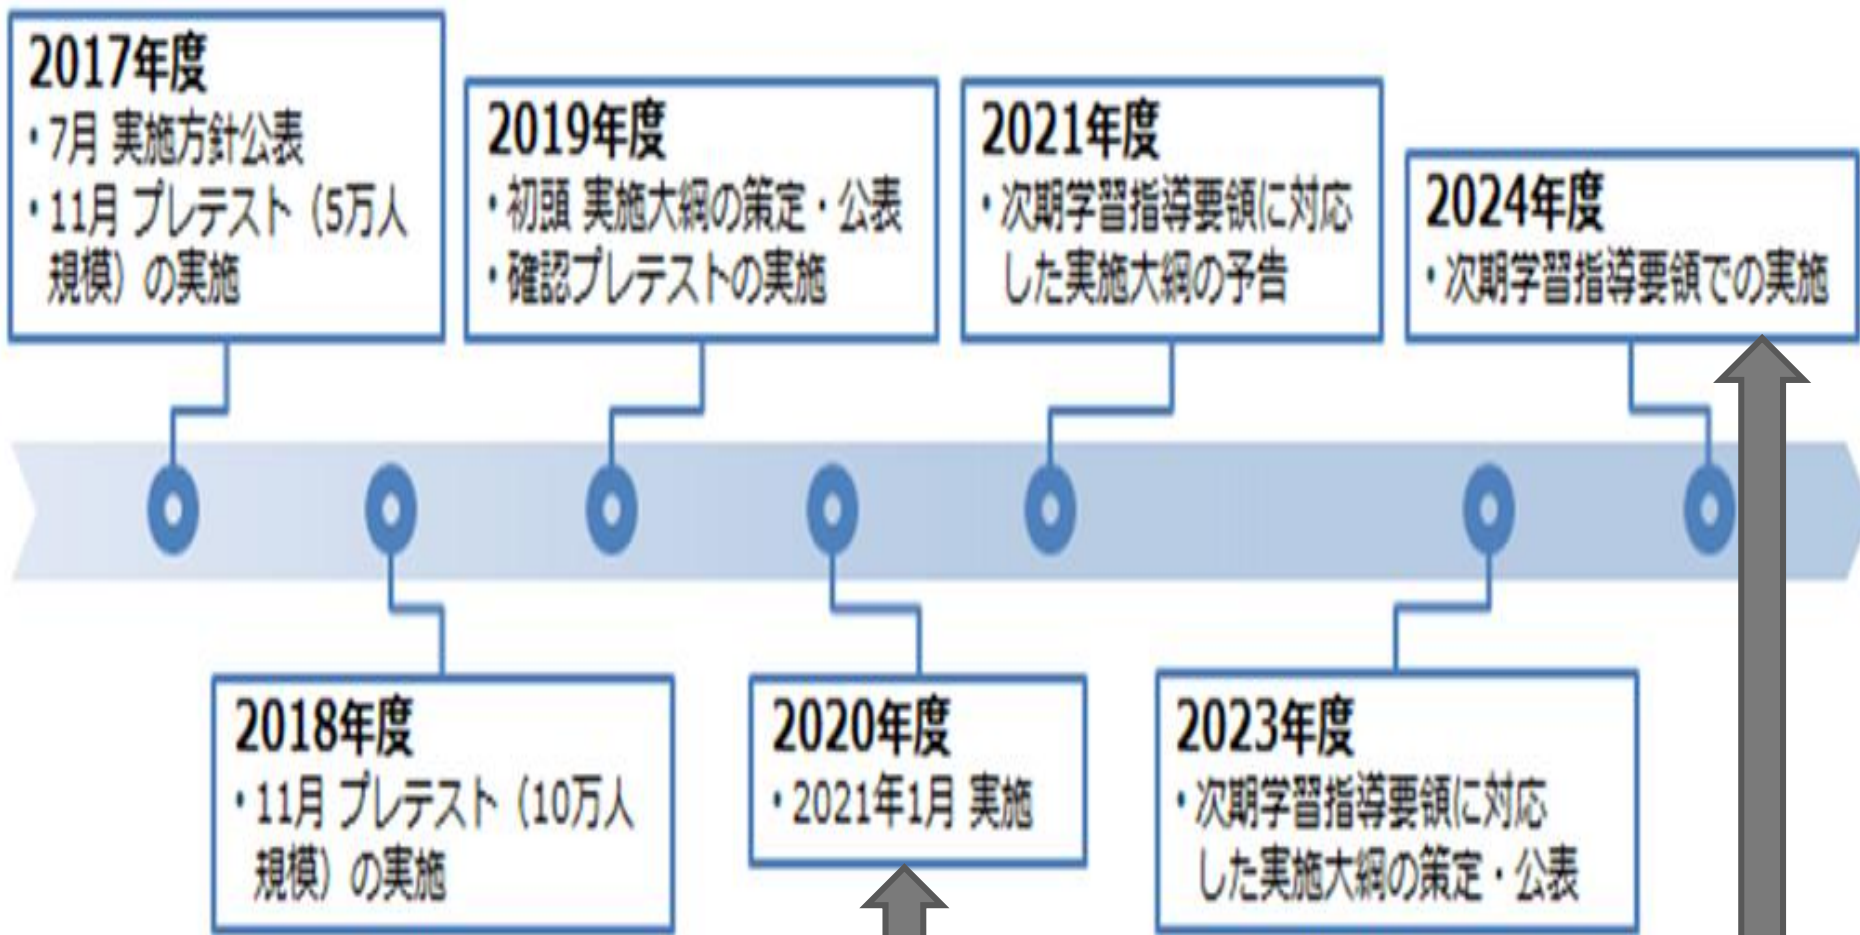 2017年度
・7月 実施方針公表
・11月 プレテスト（5万人
規模）の実施
2018年度
・11月 プレテスト（10万人
規模）の実施
2019年度
・初頭 実施大綱の策定・公表
・確認プレテストの実施
2020年度
・2021年1月 実施
2021年度
・次期学習指導要領に対応
した実施大綱の予告
2023年度
・次期学習指導要領に対応
した実施大綱の策定・公表
2024年度
・次期学習指導要領での実施